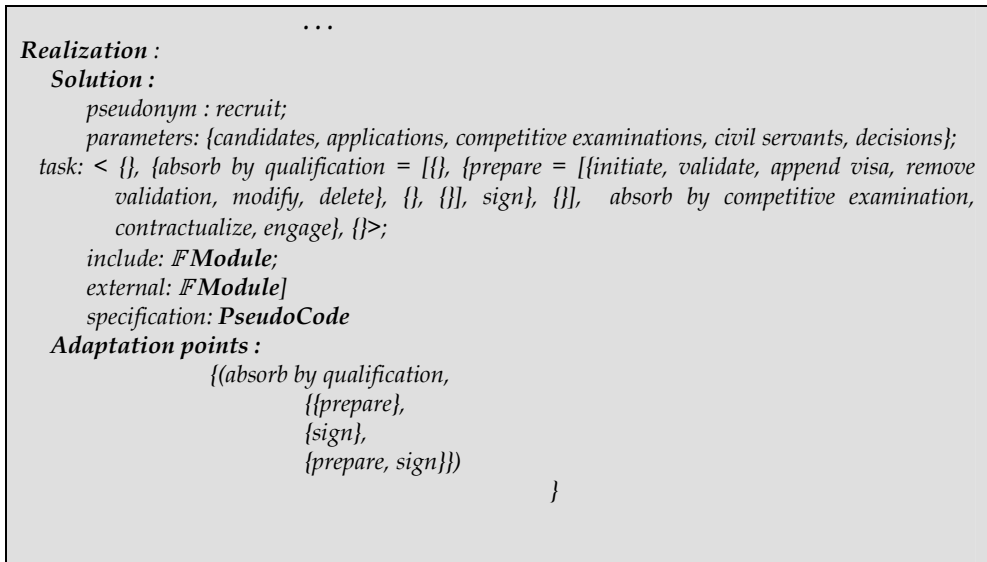 . . .
Realization :
Solution :
pseudonym : recruit;
parameters: {candidates, applications, competitive examinations, civil servants, decisions};
task: < {}, {absorb by qualification = [{}, {prepare = [{initiate, validate, append visa, remove
validation, modify, delete}, {}, {}], sign}, {}], absorb by competitive examination,
contractualize, engage}, {}>;
include: 𝔽Module;
external: 𝔽Module]
specification: PseudoCode
Adaptation points :
{(absorb by qualification,
{{prepare},
{sign},
{prepare, sign}})
}